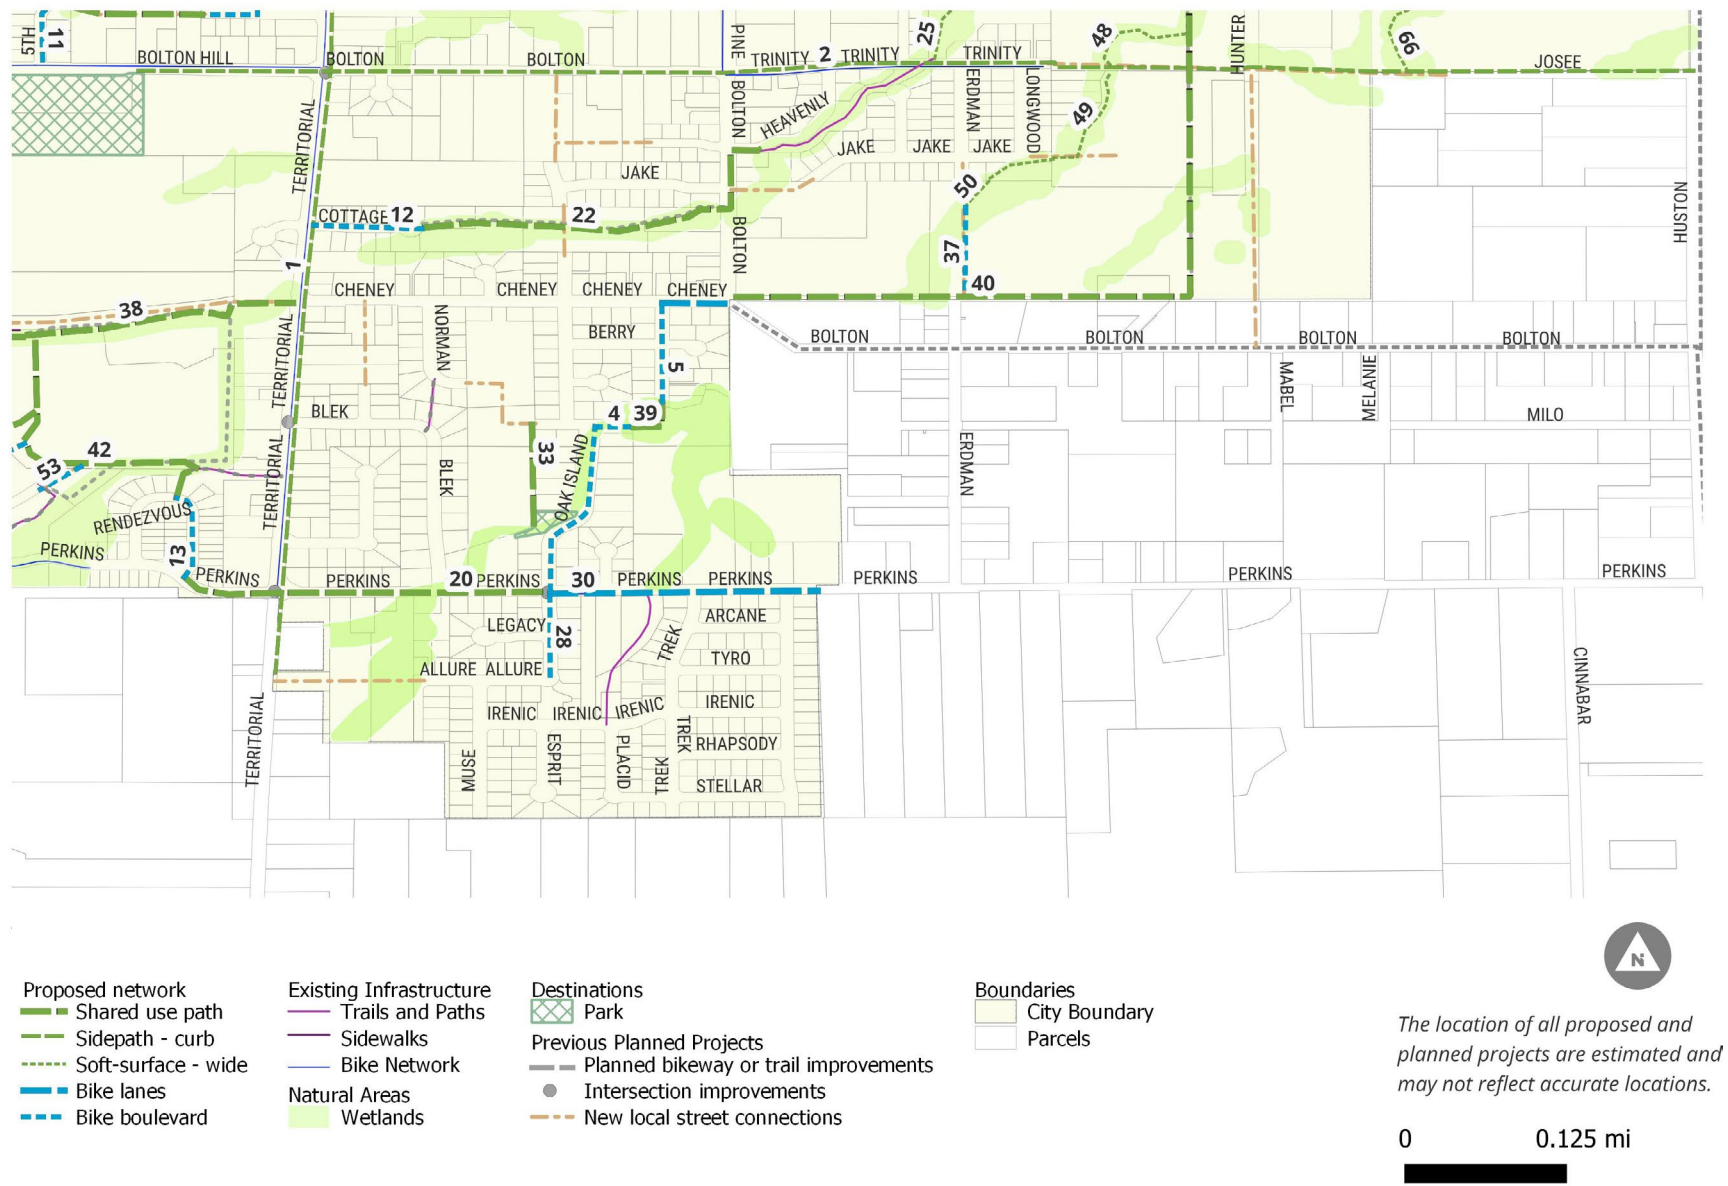 5TH
11
BOLTON HILL
BOLTON
BOLTON
PINE
TRINITY
2
TRINITY
25
TRINITY
48
HUNTER
66
JOSEE
TERRITORIAL
BOLTON
HEAVENLY
ERDMAN
LONGWOOD
49
JAKE
JAKE
JAKE
JAKE
50
HUSTON
COTTAGE
12
22
BOLTON
37
1
CHENEY
CHENEY
CHENEY
CHENEY
40
38
NORMAN
BERRY
BOLTON
BOLTON
BOLTON
BOLTON
TERRITORIAL
5
MABEL
MELANIE
BLEK
4
39
MILO
42
53
TERRITORIAL
BLEK
33
OAK ISLAND
ERDMAN
RENDEZVOUS
PERKINS
13
PERKINS
PERKINS
20
PERKINS
30
PERKINS
PERKINS
PERKINS
PERKINS
PERKINS
LEGACY
28
ARCANE
TREK
TYRO
ALLURE
ALLURE
CINNABAR
TERRITORIAL
IRENIC
IRENIC
IRENIC
IRENIC
MUSE
ESPRIT
PLACID
TREK
TREK
RHAPSODY
STELLAR
Proposed network
Shared use path
Sidepath - curb
Soft-surface - wide
Bike lanes
Bike boulevard
Existing Infrastructure
Trails and Paths
Sidewalks
Bike Network
Natural Areas
Wetlands
Destinations
Park
Previous Planned Projects
Planned bikeway or trail improvements
Intersection improvements
New local street connections
Boundaries
City Boundary
Parcels
N
The location of all proposed and
planned projects are estimated and
may not reflect accurate locations.
0
0.125 mi